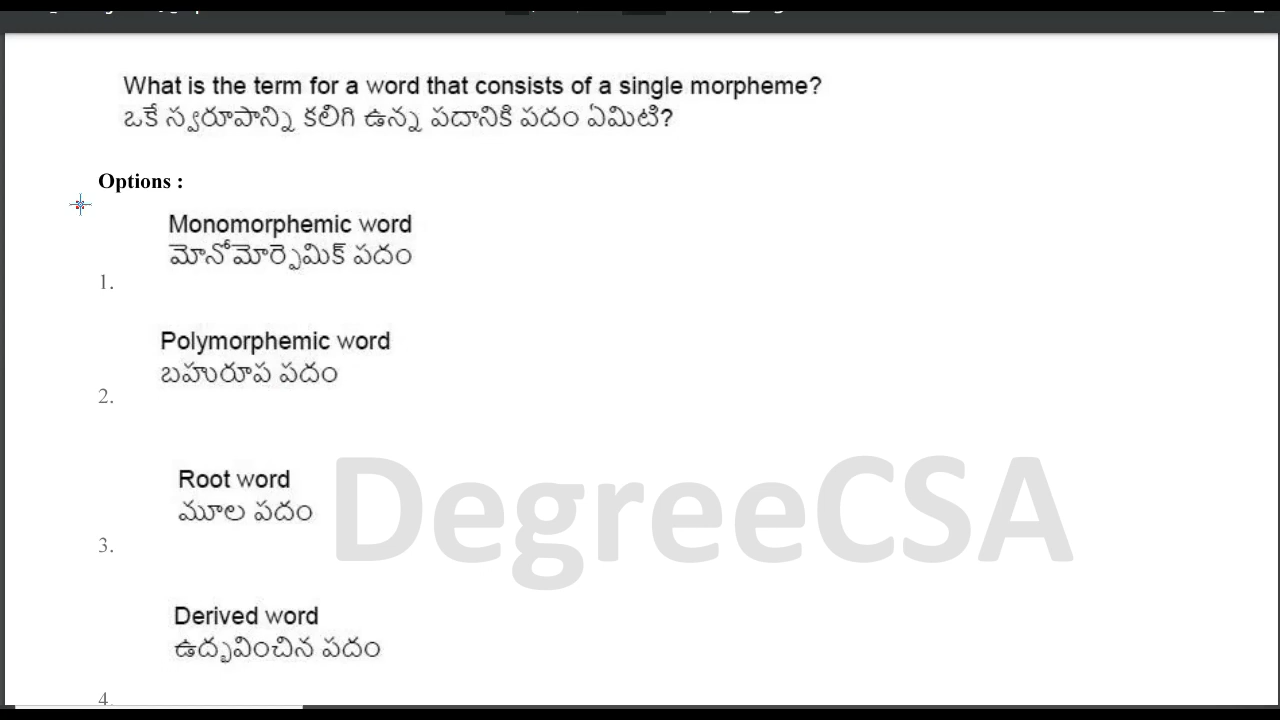 What is the term for a word that consists of a single morpheme?
ఒకే స్వరూపాన్ని కలిగి ఉన్న పదానికి పదం ఏమిటి?
Options :
Monomorphemic word
మోనోమోర్ఫెమిక్ పదం
1.
Polymorphemic word
బహురూప పదం
2.
Root word
మూల పదం
3.
DegreeCSA
Derived word
ఉద్భవించిన పదం
4.